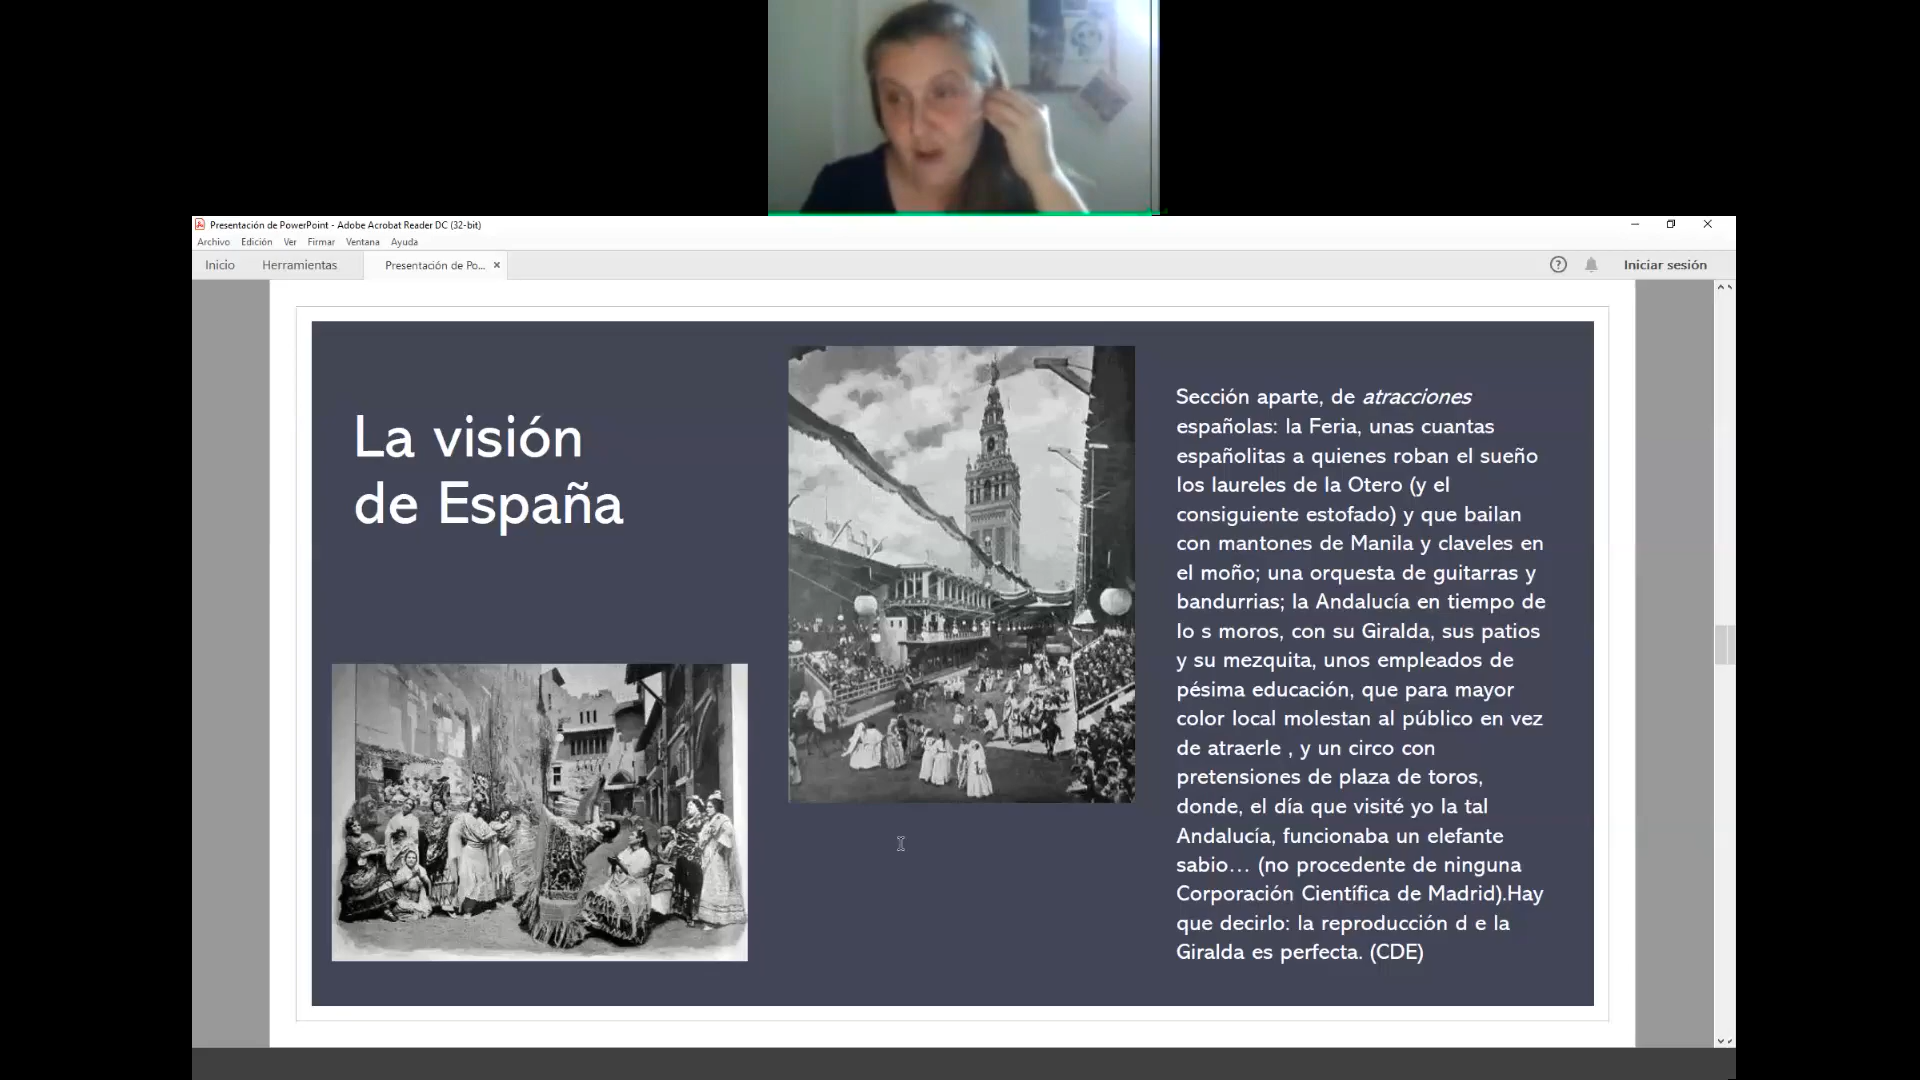 Presentación de PowerPoint - Adobe Acrobat Reader DC (32-bit)
Archivo Edición Ver Firmar Ventana Ayuda
Inicio Herramientas Presentación de Po... × Iniciar sesión
La visión
de España
Sección aparte, de atracciones
españolas: la Feria, unas cuantas
españolitas a quienes roban el sueño
los laureles de la Otero (y el
consiguiente estofado) y que bailan
con mantones de Manila y claveles en
el moño; una orquesta de guitarras y
bandurrias; la Andalucía en tiempo de
lo s moros, con su Giralda, sus patios
y su mezquita, unos empleados de
pésima educación, que para mayor
color local molestan al público en vez
de atraerle , y un circo con
pretensiones de plaza de toros,
donde, el día que visité yo la tal
Andalucía, funcionaba un elefante
sabio... (no procedente de ninguna
Corporación Científica de Madrid).Hay
que decirlo: la reproducción d e la
Giralda es perfecta. (CDE)